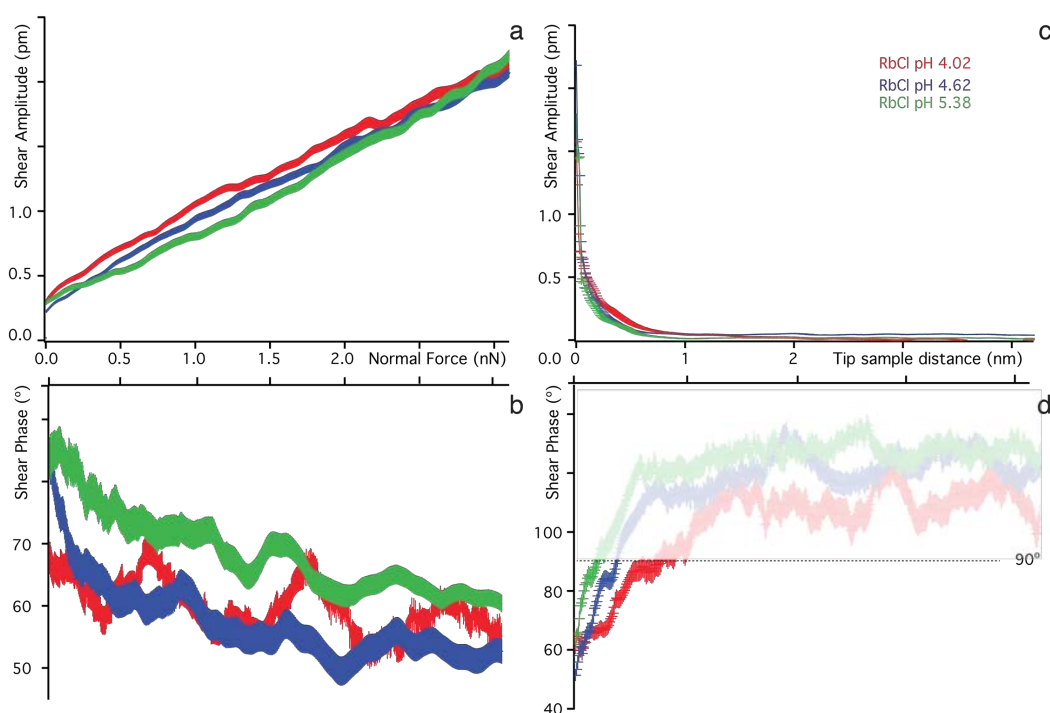 a
Shear Amplitude (pm)
1.0
0.5
0.0
0.0 0.5 1.0 1.5 2.0 Normal Force (nN)
c
Shear Amplitude (pm)
RbCl pH 4.02
RbCl pH 4.62
RbCl pH 5.38
1.0
0.5
0.0
0 1 2 Tip sample distance (nm)
b
Shear Phase (°)
70
60
50
d
Shear Phase (°)
100
90°
80
60
40